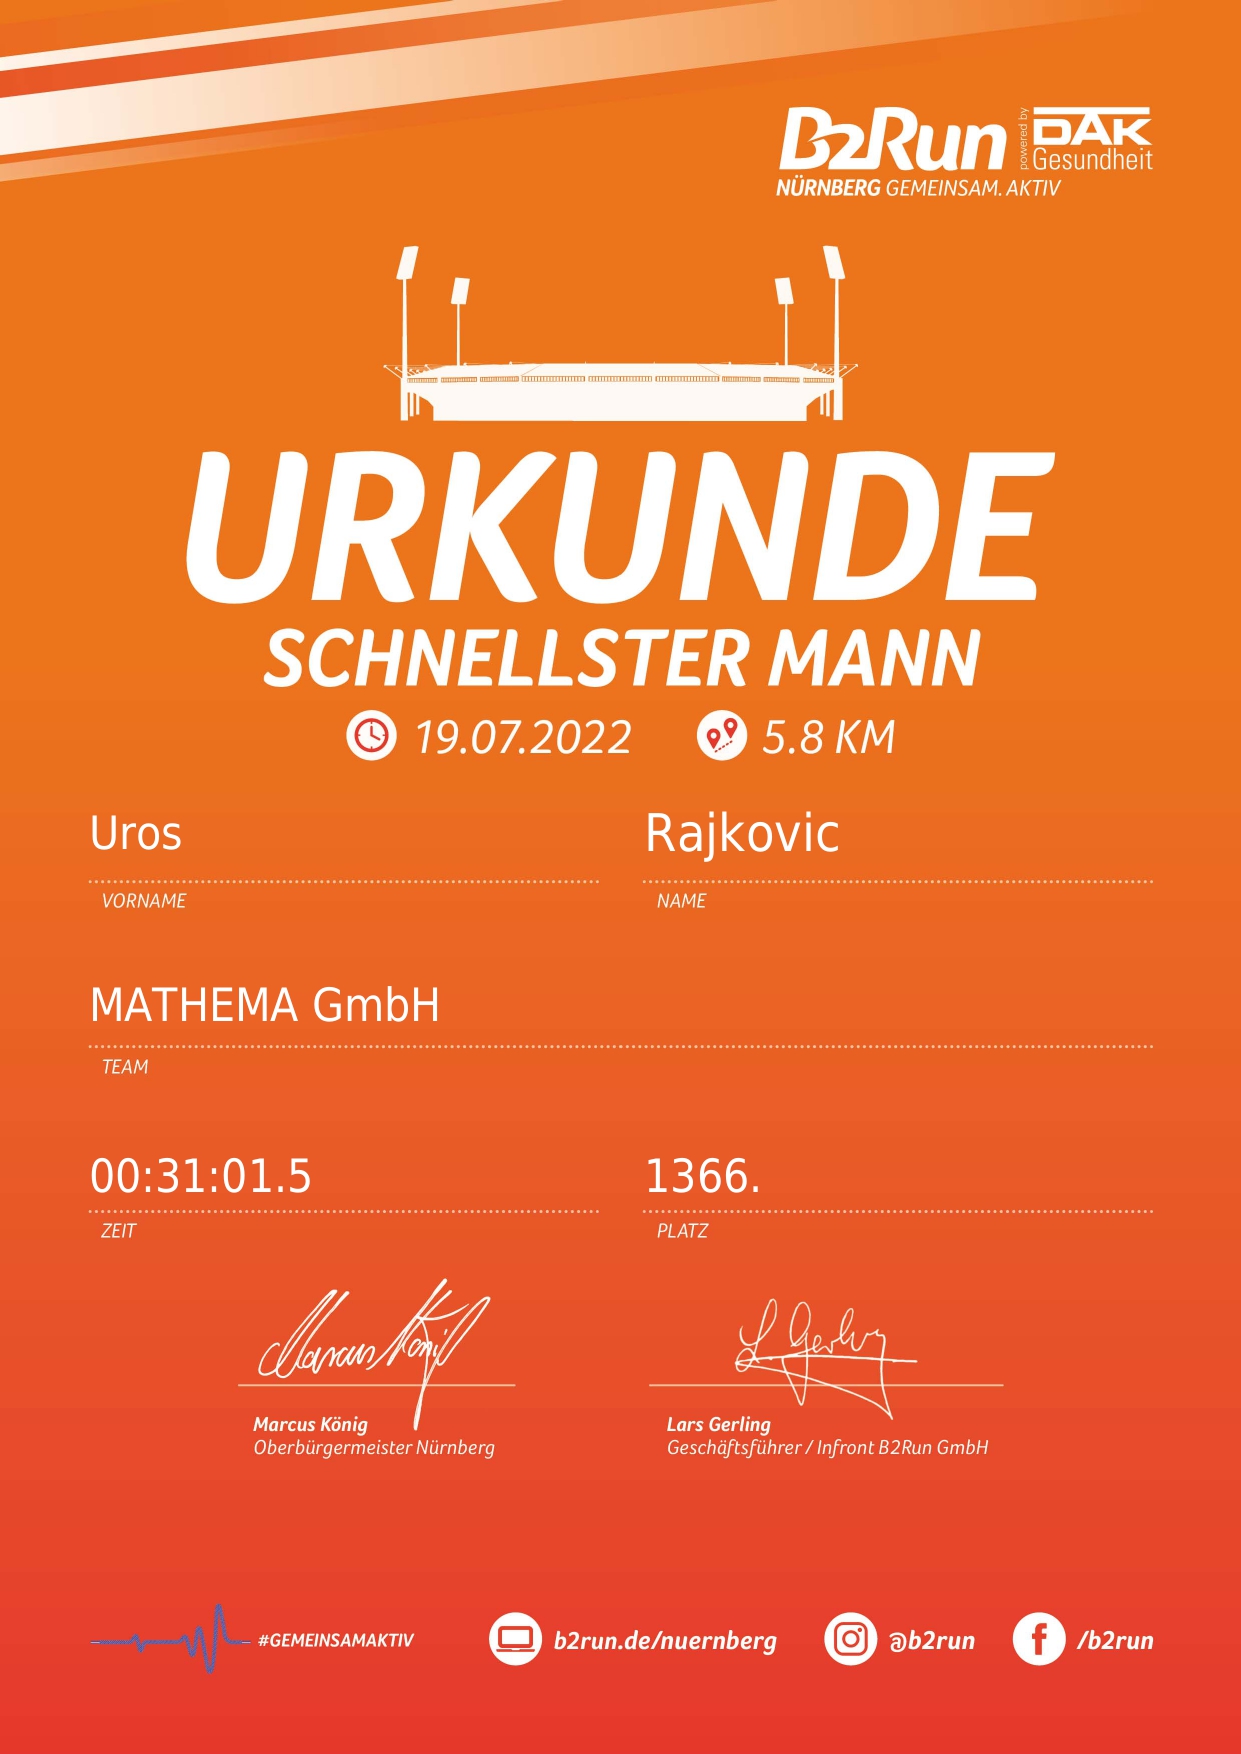 B2Run powered by DAK Gesundheit
NÜRNBERG GEMEINSAM. AKTIV
URKUNDE
SCHNELLSTER MANN
19.07.2022 5.8 KM
Uros Rajkovic
VORNAME NAME
MATHEMA GmbH
TEAM
00:31:01.5 1366.
ZEIT PLATZ
Marcus König
L Gerling
Marcus König Lars Gerling
Oberbürgermeister Nürnberg Geschäftsführer / Infront B2Run GmbH
#GEMEINSAMAKTIV b2run.de/nuernberg @b2run /b2run